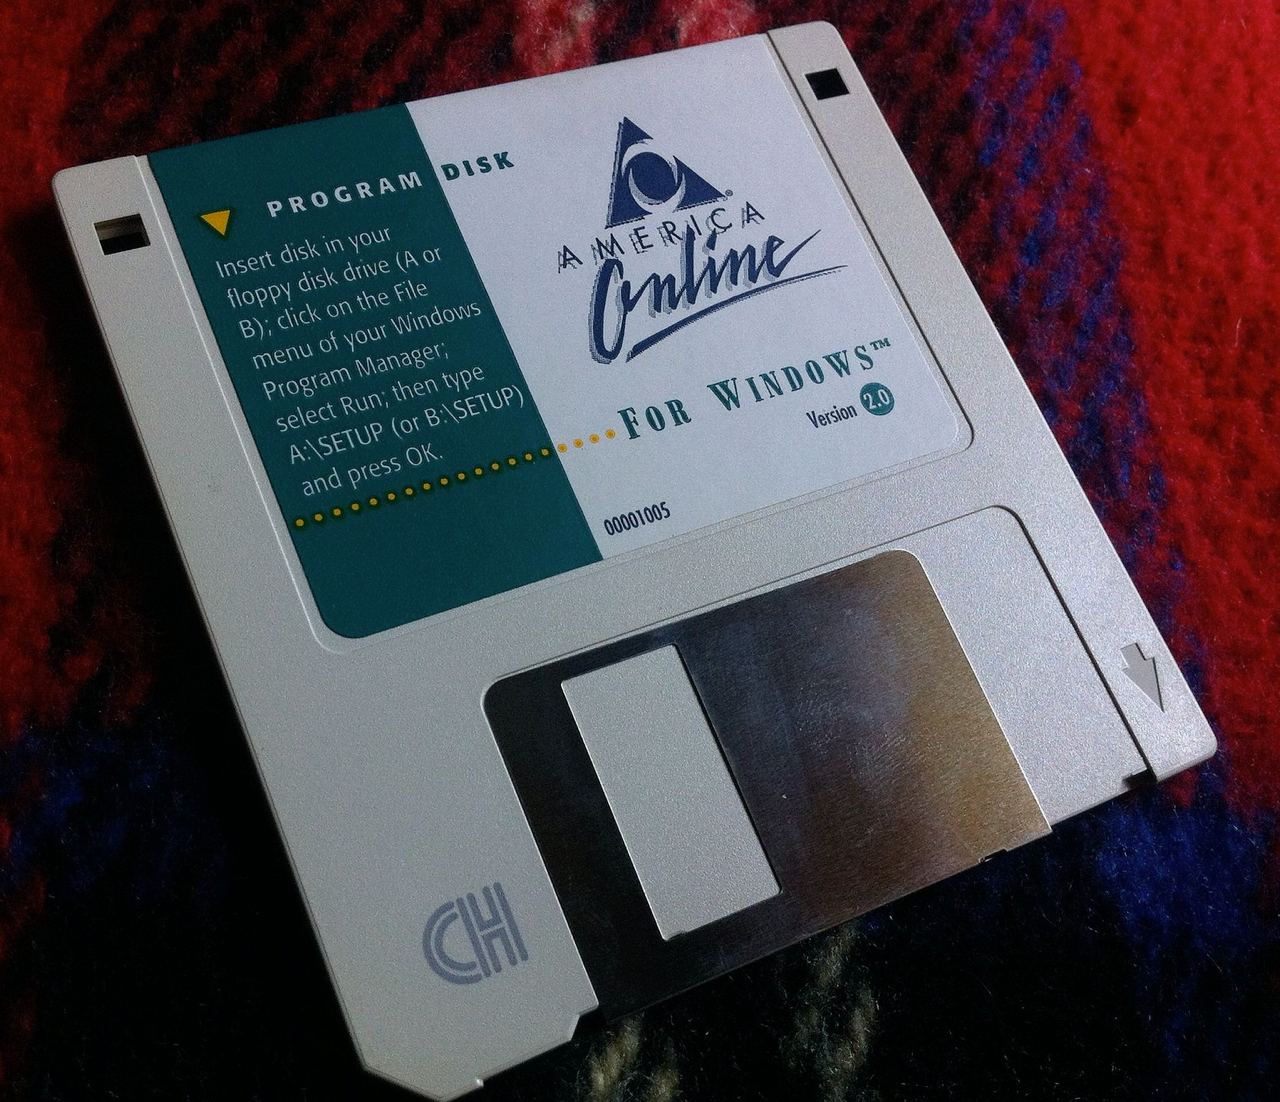 PROGRAM DISK
Insert disk in your
floppy disk drive (A or
B); click on the File
menu of your Windows
Program Manager;
select Run; then type
A:\SETUP (or B:\SETUP)
and press OK.
AMERICA
Online
®
FOR WINDOWS™
Version 2.0
00001005
CH